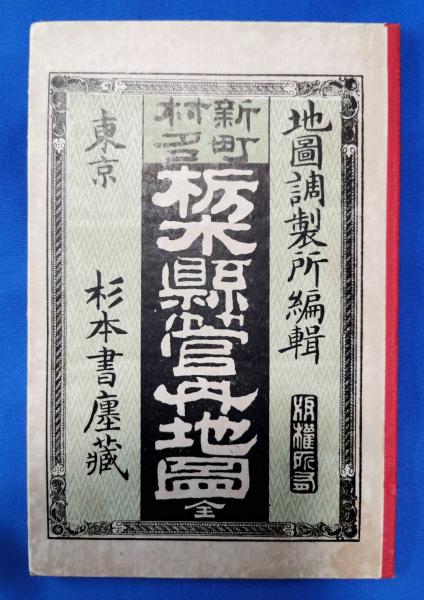 地圖調製所編輯
版權所有
新町村名
栃木縣管内地圖
全
東京
杉本書廛藏